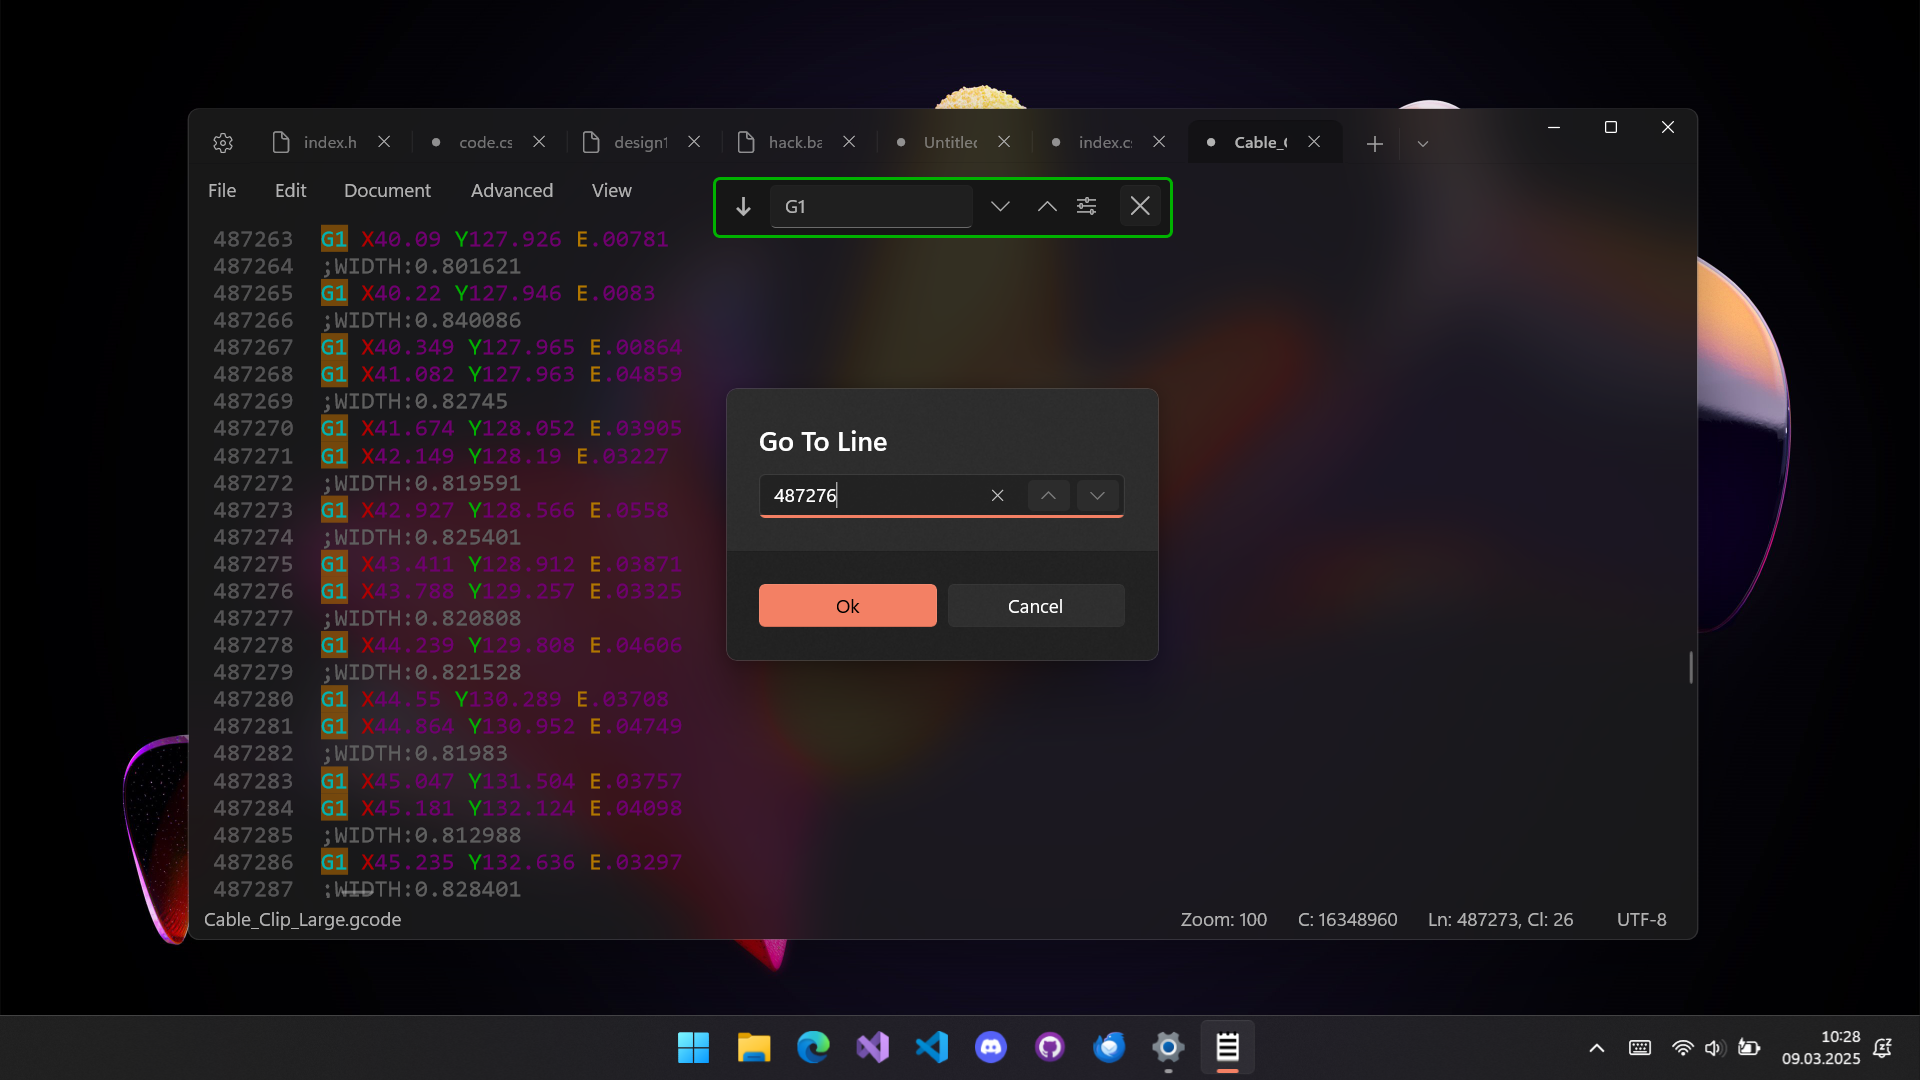 index.h
code.cs
design1
hack.ba
Untitled
index.cs
Cable_C
File
Edit
Document
Advanced
View
G1
487263 G1 X40.09 Y127.926 E.00781
487264 ;WIDTH:0.801621
487265 G1 X40.22 Y127.946 E.0083
487266 ;WIDTH:0.840086
487267 G1 X40.349 Y127.965 E.00864
487268 G1 X41.082 Y127.963 E.04859
487269 ;WIDTH:0.82745
487270 G1 X41.674 Y128.052 E.03905
487271 G1 X42.149 Y128.19 E.03227
487272 ;WIDTH:0.819591
487273 G1 X42.927 Y128.566 E.0558
487274 ;WIDTH:0.825401
487275 G1 X43.411 Y128.912 E.03871
487276 G1 X43.788 Y129.257 E.03325
487277 ;WIDTH:0.820808
487278 G1 X44.239 Y129.808 E.04606
487279 ;WIDTH:0.821528
487280 G1 X44.55 Y130.289 E.03708
487281 G1 X44.864 Y130.952 E.04749
487282 ;WIDTH:0.81983
487283 G1 X45.047 Y131.504 E.03757
487284 G1 X45.181 Y132.124 E.04098
487285 ;WIDTH:0.812988
487286 G1 X45.235 Y132.636 E.03297
487287 ;WIDTH:0.828401
Go To Line
487276
Ok
Cancel
Cable_Clip_Large.gcode
Zoom: 100
C: 16348960
Ln: 487273, Cl: 26
UTF-8
10:28
09.03.2025